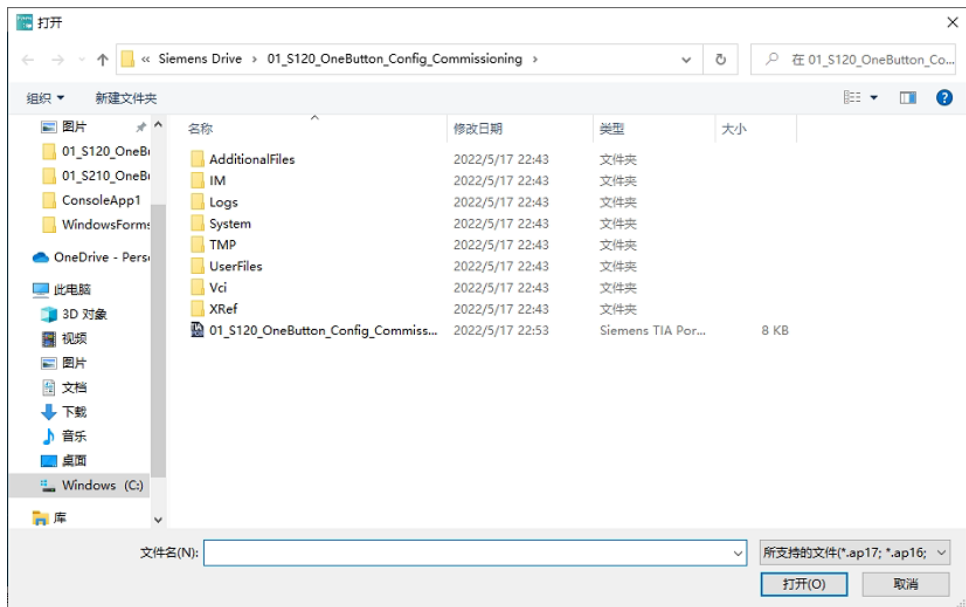 打开
« Siemens Drive › 01_S120_OneButton_Config_Commissioning ›
在 01_S120_OneButton_Co...
组织 新建文件夹
图片
01_S120_OneBu
01_S210_OneBu
ConsoleApp1
WindowsForms
OneDrive - Perso
此电脑
3D 对象
视频
图片
文档
下载
音乐
桌面
Windows (C:)
库
名称 修改日期 类型 大小
AdditionalFiles 2022/5/17 22:43 文件夹
IM 2022/5/17 22:43 文件夹
Logs 2022/5/17 22:43 文件夹
System 2022/5/17 22:43 文件夹
TMP 2022/5/17 22:43 文件夹
UserFiles 2022/5/17 22:43 文件夹
Vci 2022/5/17 22:43 文件夹
XRef 2022/5/17 22:43 文件夹
01_S120_OneButton_Config_Commiss... 2022/5/17 22:53 Siemens TIA Por... 8 KB
文件名(N):
所支持的文件(*.ap17; *.ap16;
打开(O) 取消